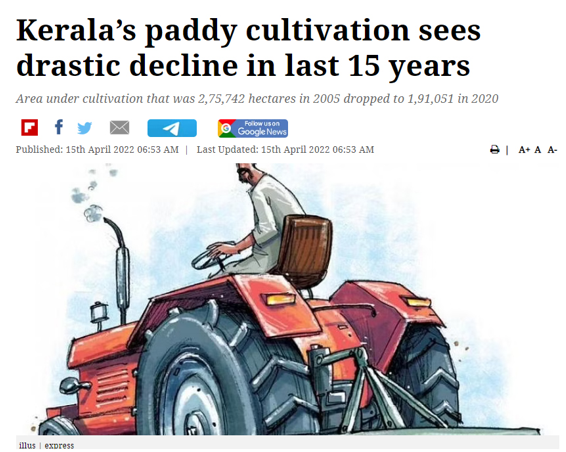 Kerala’s paddy cultivation sees
drastic decline in last 15 years
Area under cultivation that was 2,75,742 hectares in 2005 dropped to 1,91,051 in 2020
Follow us on
Google News
Published: 15th April 2022 06:53 AM | Last Updated: 15th April 2022 06:53 AM | A+ A A-
illus | express